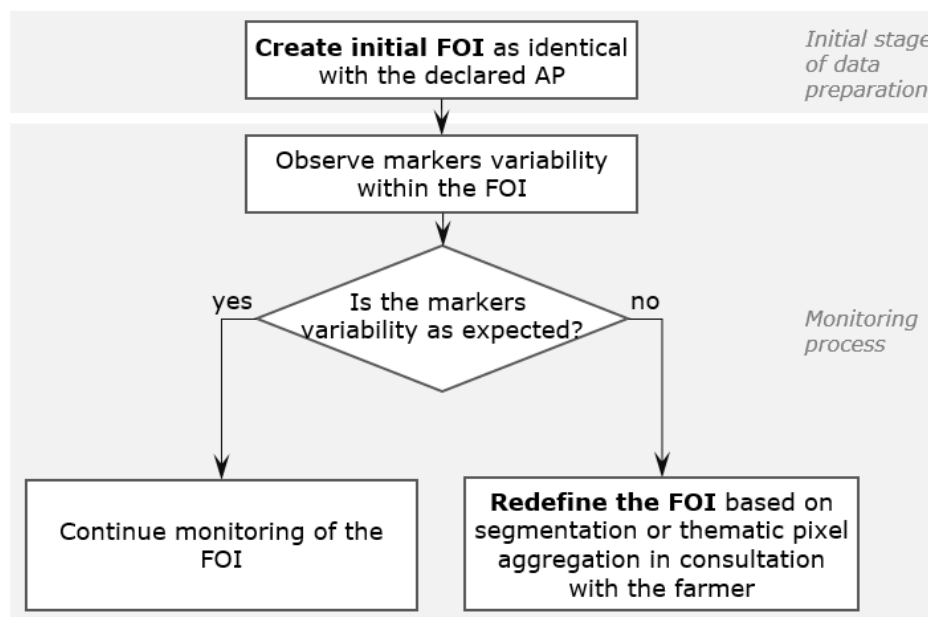 Create initial FOI as identical
with the declared AP
Initial stage
of data
preparation
Observe markers variability
within the FOI
yes
Is the markers
variability as expected?
no
Monitoring
process
Continue monitoring of the
FOI
Redefine the FOI based on
segmentation or thematic pixel
aggregation in consultation
with the farmer